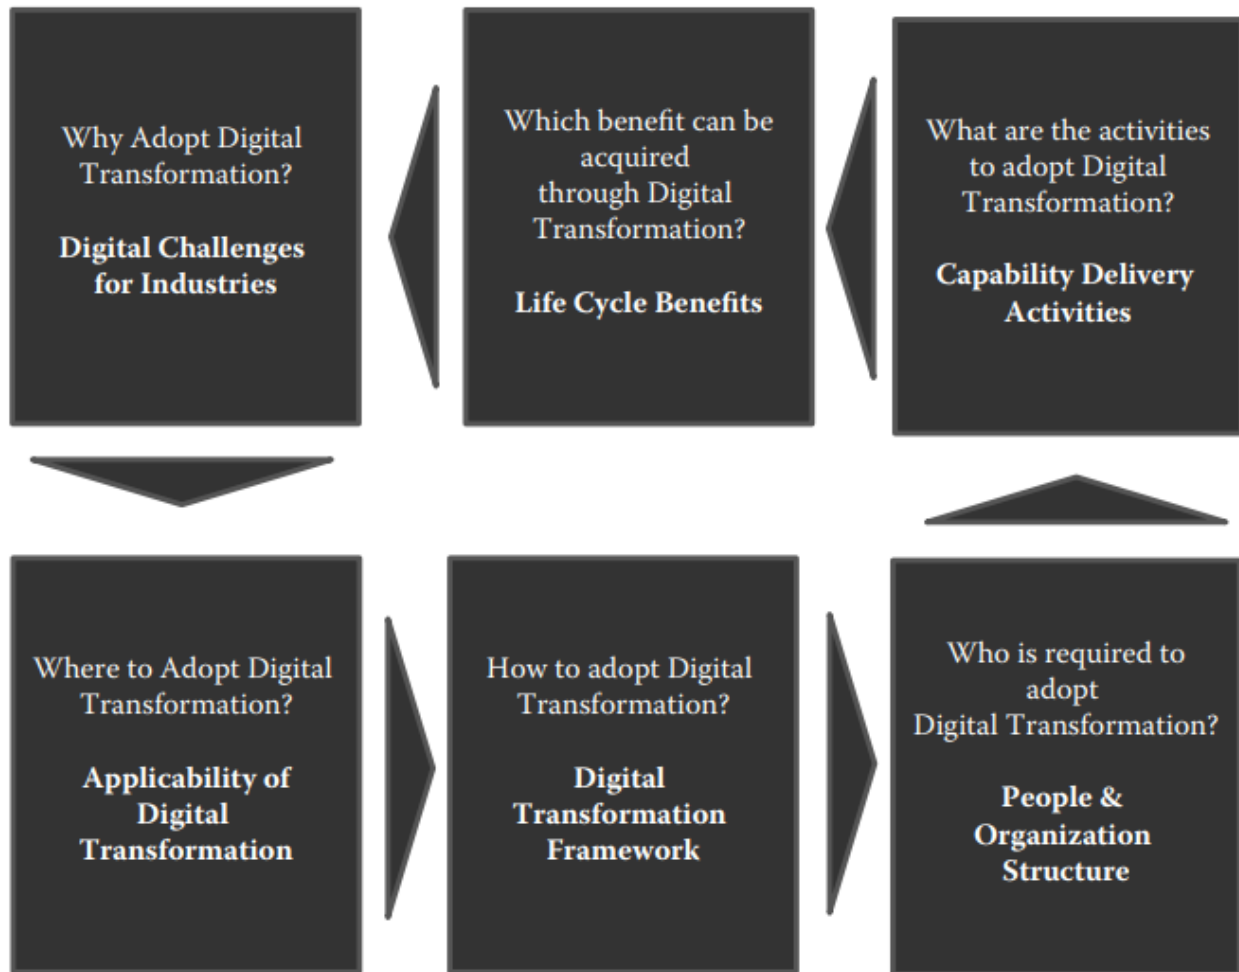 Why Adopt Digital
Transformation?
Digital Challenges
for Industries
Which benefit can be
acquired
through Digital
Transformation?
Life Cycle Benefits
What are the activities
to adopt Digital
Transformation?
Capability Delivery
Activities
Where to Adopt Digital
Transformation?
Applicability of
Digital
Transformation
How to adopt Digital
Transformation?
Digital
Transformation
Framework
Who is required to
adopt
Digital Transformation?
People &
Organization
Structure